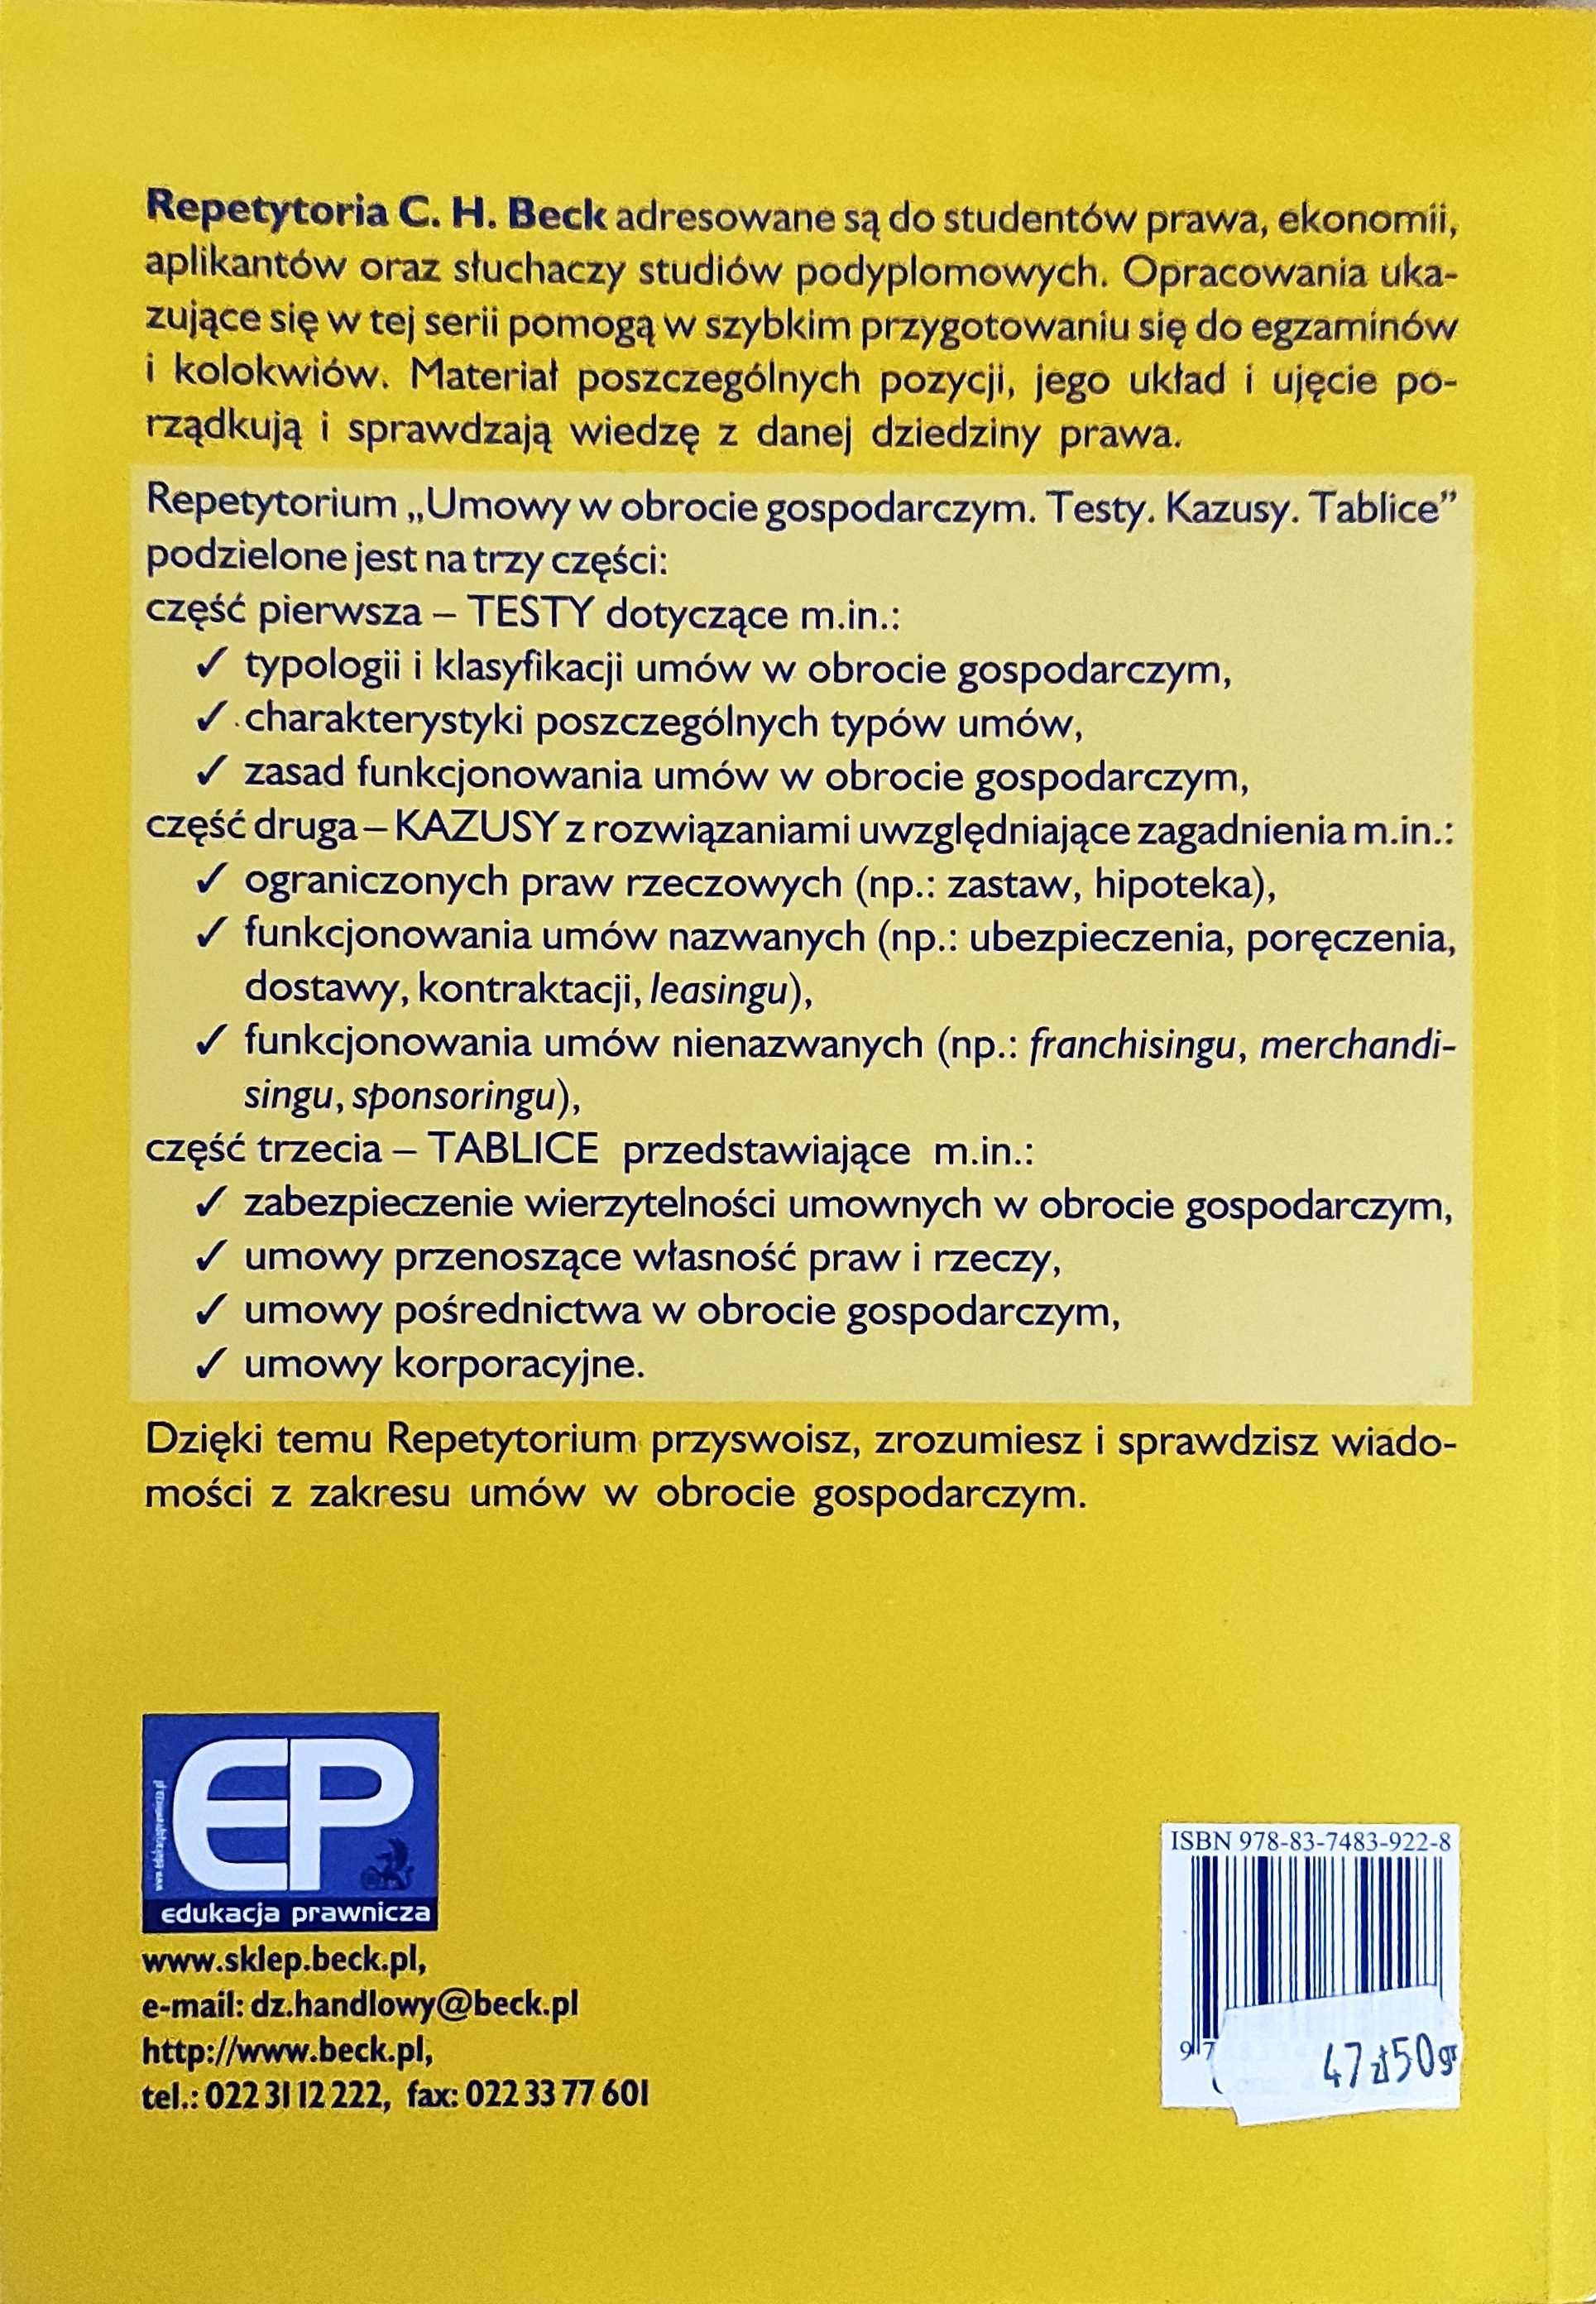 Repetytoria C. H. Beck adresowane są do studentów prawa, ekonomii,
aplikantów oraz słuchaczy studiów podyplomowych. Opracowania uka-
zujące się w tej serii pomogą w szybkim przygotowaniu się do egzaminów
i kolokwiów. Materiał poszczególnych pozycji, jego układ i ujęcie po-
rządkują i sprawdzają wiedzę z danej dziedziny prawa.
Repetytorium „Umowy w obrocie gospodarczym. Testy. Kazusy. Tablice”
podzielone jest na trzy części:
część pierwsza – TESTY dotyczące m.in.:
✓ typologii i klasyfikacji umów w obrocie gospodarczym,
✓ charakterystyki poszczególnych typów umów,
✓ zasad funkcjonowania umów w obrocie gospodarczym,
część druga – KAZUSY z rozwiązaniami uwzględniające zagadnienia m.in.:
✓ ograniczonych praw rzeczowych (np.: zastaw, hipoteka),
✓ funkcjonowania umów nazwanych (np.: ubezpieczenia, poręczenia,
dostawy, kontraktacji, leasingu),
✓ funkcjonowania umów nienazwanych (np.: franchisingu, merchandi-
singu, sponsoringu),
część trzecia – TABLICE przedstawiające m.in.:
✓ zabezpieczenie wierzytelności umownych w obrocie gospodarczym,
✓ umowy przenoszące własność praw i rzeczy,
✓ umowy pośrednictwa w obrocie gospodarczym,
✓ umowy korporacyjne.
Dzięki temu Repetytorium przyswoisz, zrozumiesz i sprawdzisz wiado-
mości z zakresu umów w obrocie gospodarczym.
www.edukacjaprawnicza.pl
EP
edukacja prawnicza
www.sklep.beck.pl,
e-mail: dz.handlowy@beck.pl
http://www.beck.pl,
tel.: 022 31 12 222, fax: 022 33 77 601
ISBN 978-83-7483-922-8
9 7
47 zł 50 gr